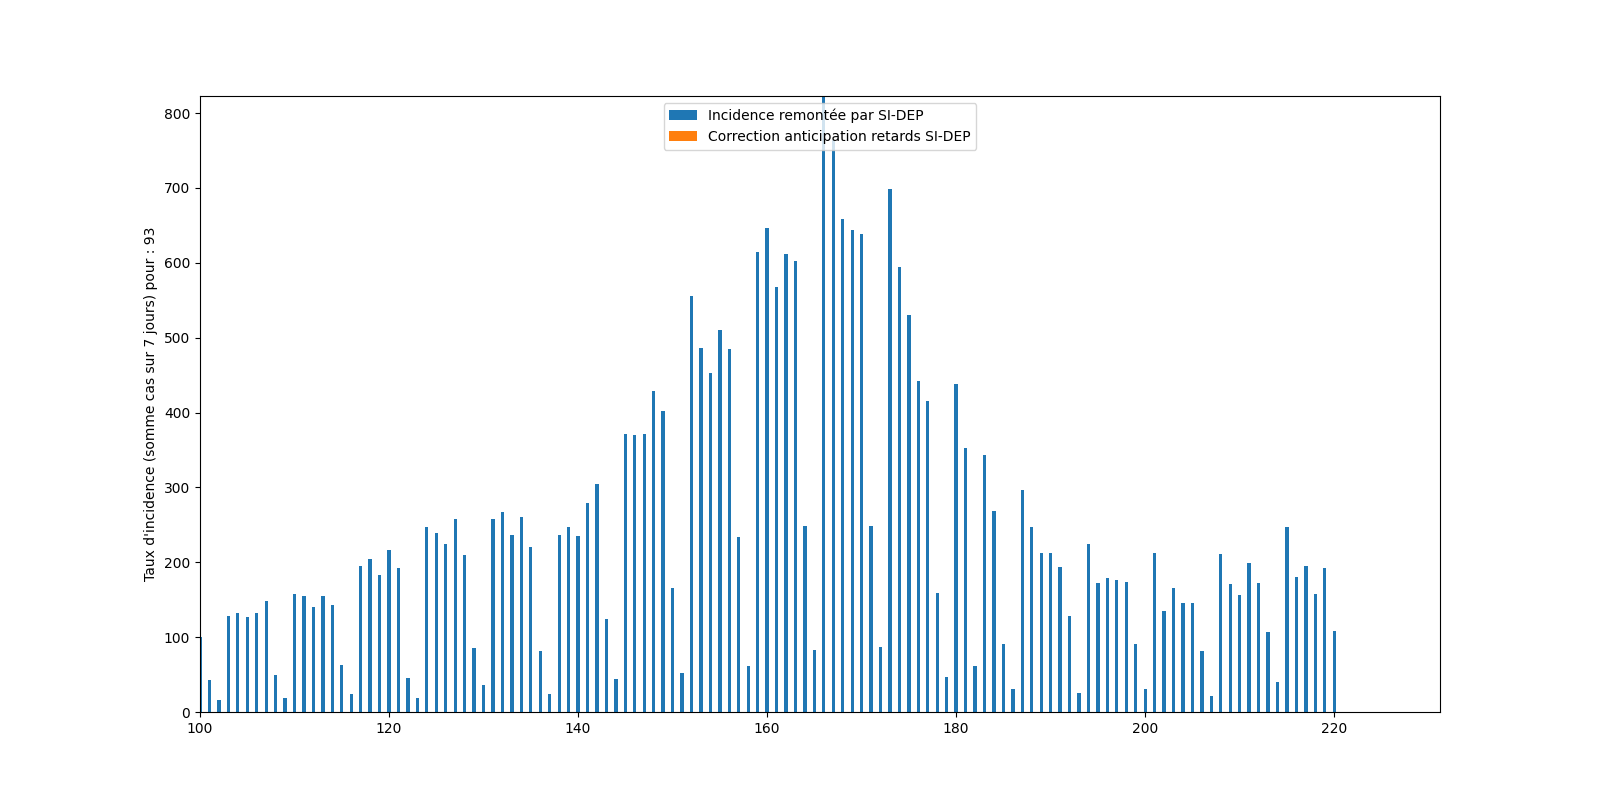 Incidence remontée par SI-DEP
Correction anticipation retards SI-DEP
Taux d'incidence (somme cas sur 7 jours) pour : 93
800
700
600
500
400
300
200
100
0
100 120 140 160 180 200 220